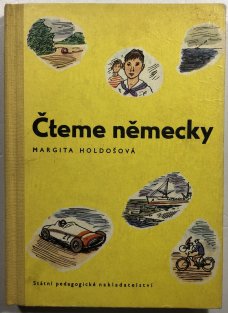 Čteme německy
MARGITA HOLDOŠOVÁ
Státní pedagogické nakladatelství